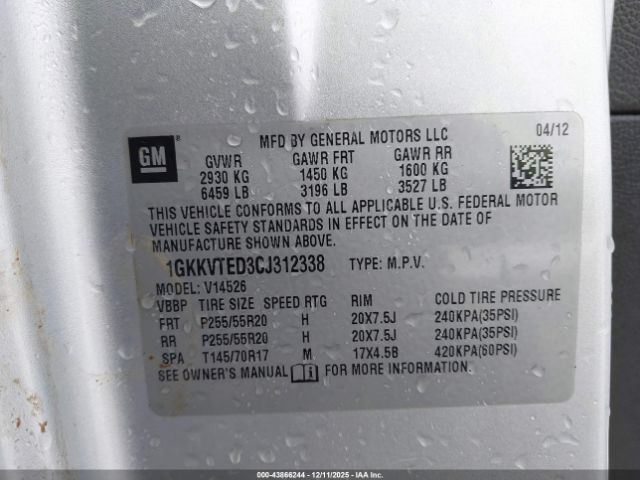 GM
MFD BY GENERAL MOTORS LLC 04/12
GVWR GAWR FRT GAWR RR
2930 KG 1450 KG 1600 KG
6459 LB 3196 LB 3527 LB
THIS VEHICLE CONFORMS TO ALL APPLICABLE U.S. FEDERAL MOTOR
VEHICLE SAFETY STANDARDS IN EFFECT ON THE DATE OF
MANUFACTURE SHOWN ABOVE.
1GKKVTED3CJ312338 TYPE: M.P.V.
MODEL: V14526
VBBP TIRE SIZE SPEED RTG RIM COLD TIRE PRESSURE
FRT P255/55R20 H 20X7.5J 240KPA(35PSI)
RR P255/55R20 H 20X7.5J 240KPA(35PSI)
SPA T145/70R17 M 17X4.5B 420KPA(60PSI)
SEE OWNER'S MANUAL FOR MORE INFORMATION.
000-43866244 - 12/11/2025 - IAAI.COM